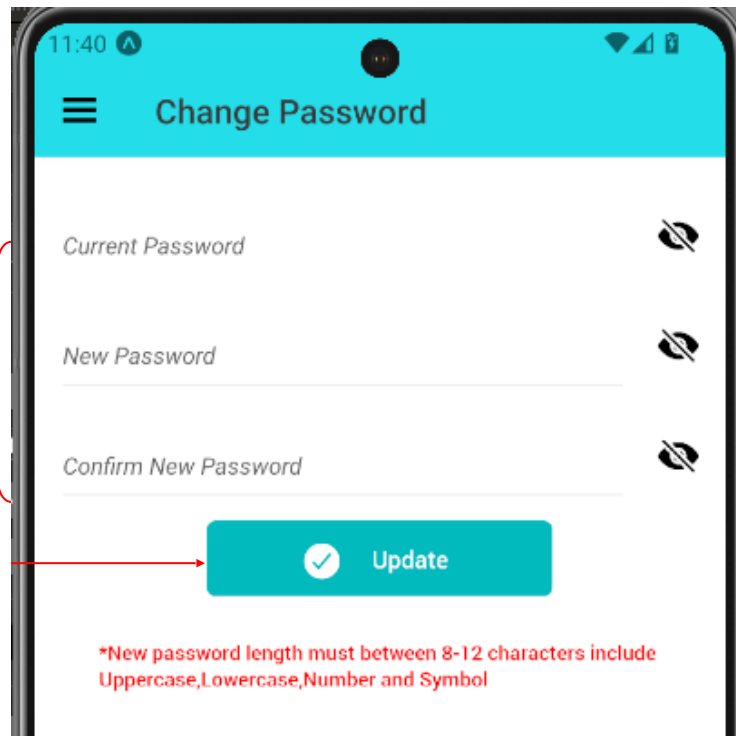 11:40
Change Password
Current Password
New Password
Confirm New Password
Update
*New password length must between 8-12 characters include
Uppercase,Lowercase,Number and Symbol